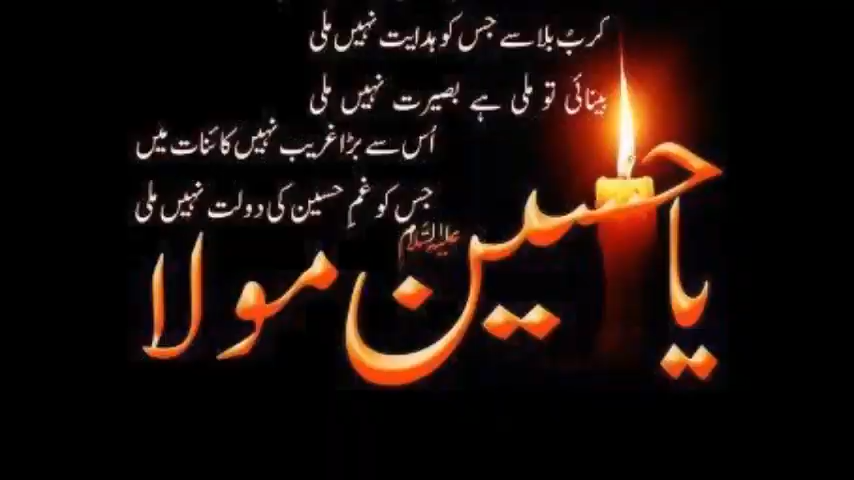 کربُ بلا سے جس کو ہدایت نہیں ملی
بینائی تو ملی ہے بصیرت نہیں ملی
اُس سے بڑا غریب نہیں کائنات میں
جس کو غمِ حسین کی دولت نہیں ملی
یا حسین مولا
علیہ السلام